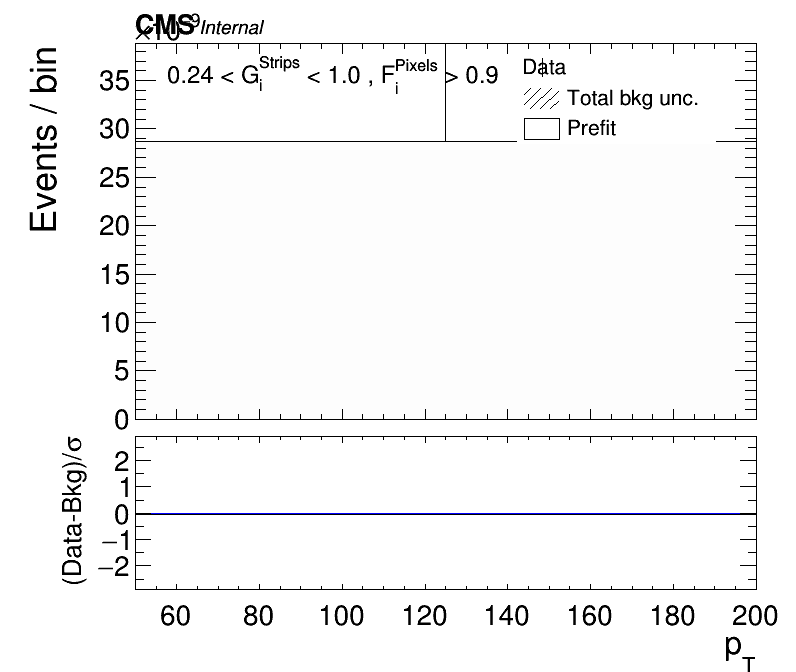 CMS Internal
×10⁹
0.24 < G_i^Strips < 1.0 , F_i^Pixels > 0.9
Data
Total bkg unc.
Prefit
Events / bin
35
30
25
20
15
10
5
0
(Data-Bkg)/σ
2
1
0
−1
−2
60 80 100 120 140 160 180 200
p_T